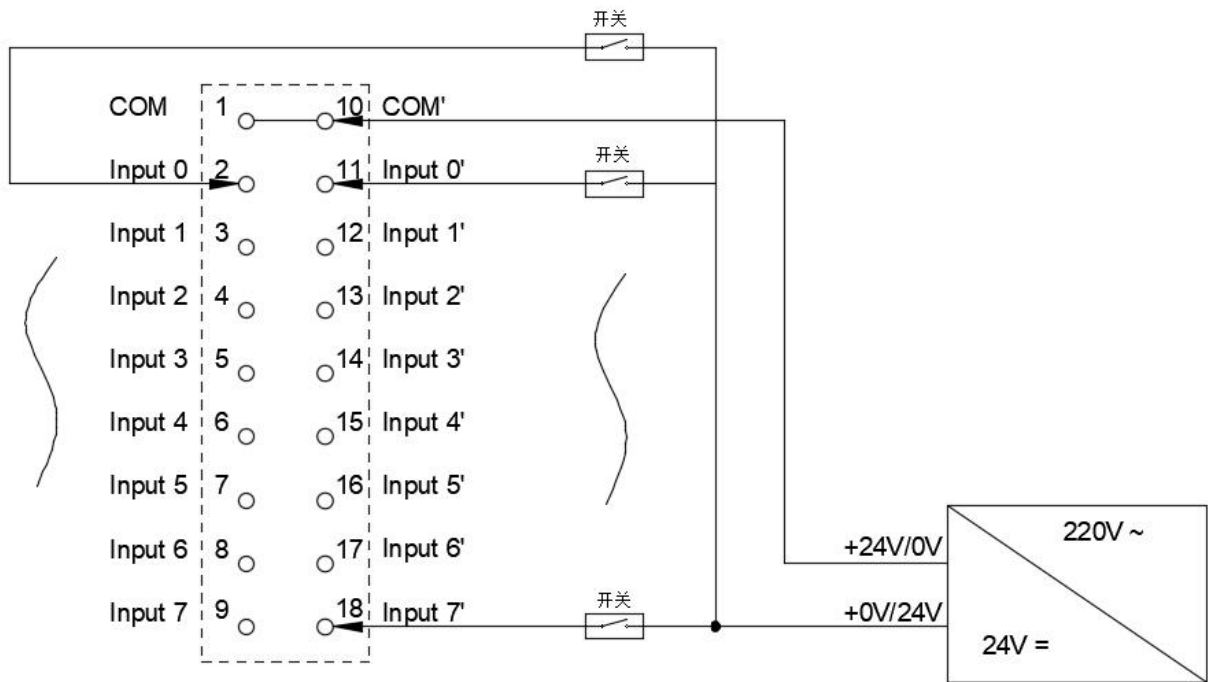 开关
COM 1 10 COM'
开关
Input 0 2 11 Input 0'
Input 1 3 12 Input 1'
Input 2 4 13 Input 2'
Input 3 5 14 Input 3'
Input 4 6 15 Input 4'
Input 5 7 16 Input 5'
Input 6 8 17 Input 6'
+24V/0V 220V ~
开关
Input 7 9 18 Input 7'
+0V/24V
24V =